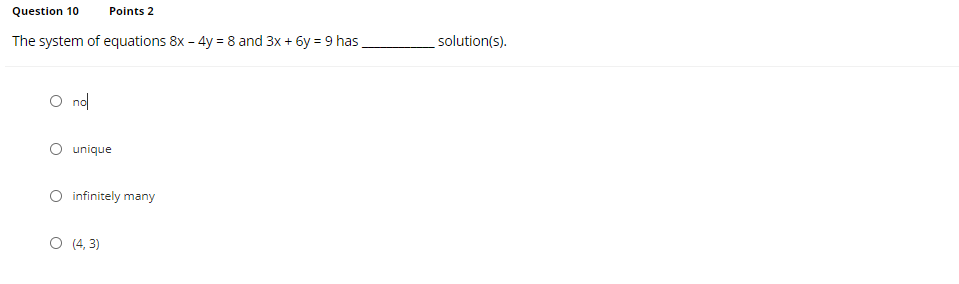 Question 10 Points 2
The system of equations 8x – 4y = 8 and 3x + 6y = 9 has ___________ solution(s).
no
unique
infinitely many
(4, 3)